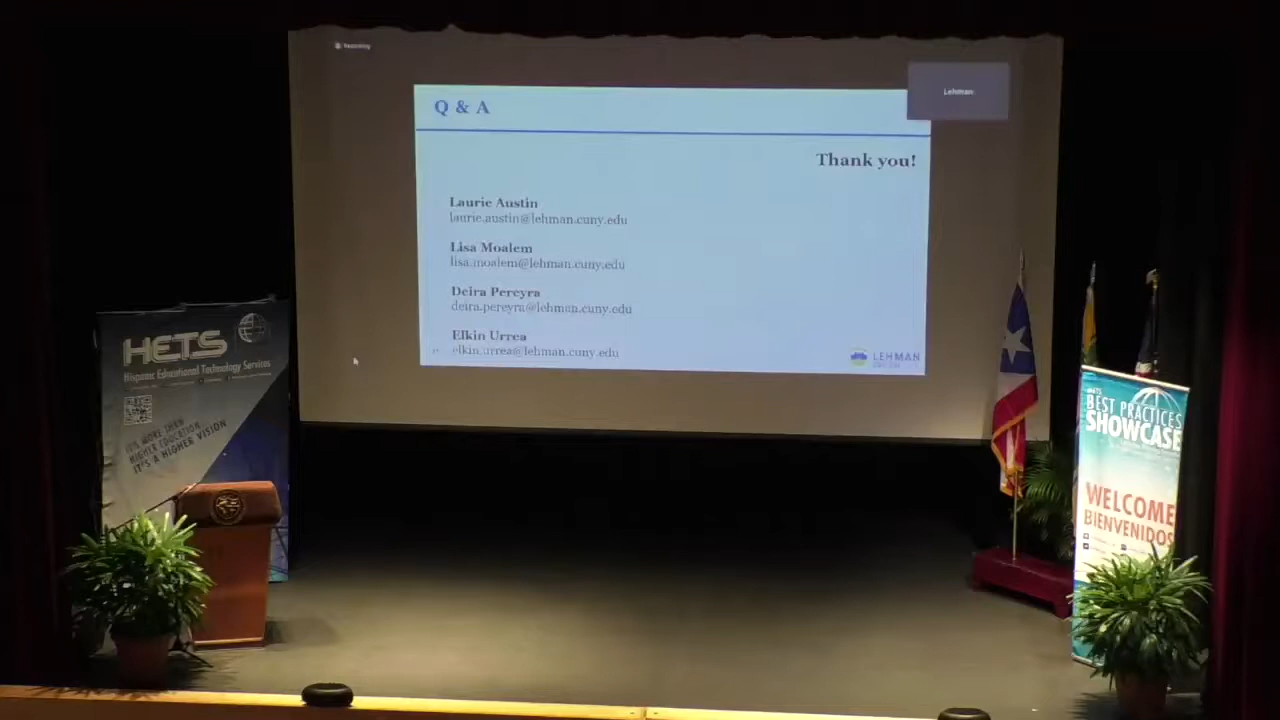 Q & A
Lehman
Thank you!
Laurie Austin
laurie.austin@lehman.cuny.edu
Lisa Moalem
lisa.moalem@lehman.cuny.edu
Deira Pereyra
deira.pereyra@lehman.cuny.edu
Elkin Urrea
elkin.urrea@lehman.cuny.edu
LEHMAN
HETS
Hispanic Educational Technology Services
IT'S MORE THAN
HIGHER EDUCATION
IT'S A HIGHER VISION
BEST PRACTICES
SHOWCASE
WELCOME
BIENVENIDOS